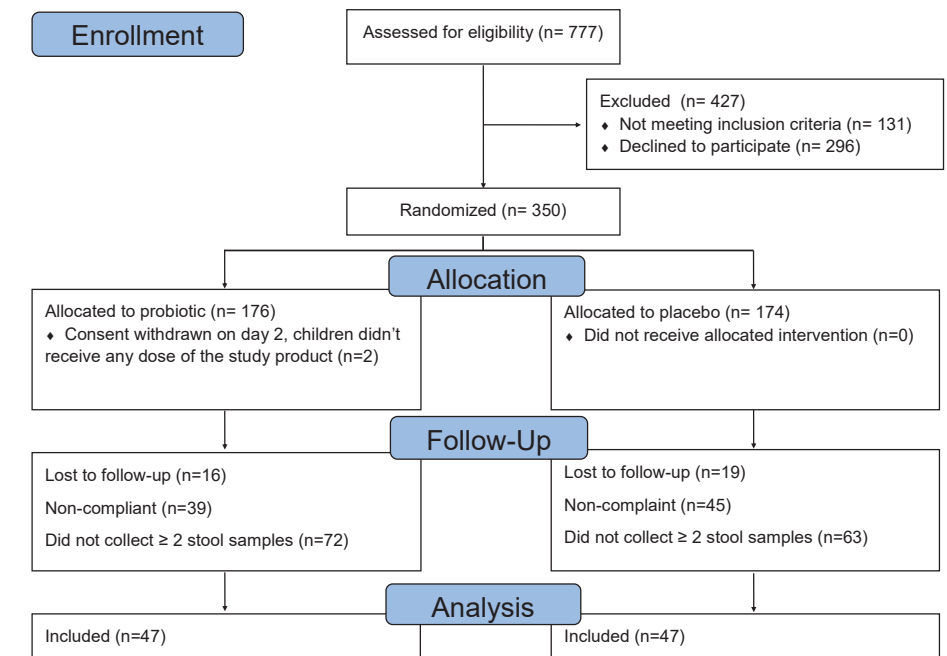 Enrollment
Assessed for eligibility (n= 777)
Excluded (n= 427)
♦ Not meeting inclusion criteria (n= 131)
♦ Declined to participate (n= 296)
Randomized (n= 350)
Allocation
Allocated to probiotic (n= 176)
♦ Consent withdrawn on day 2, children didn’t
receive any dose of the study product (n=2)
Allocated to placebo (n= 174)
♦ Did not receive allocated intervention (n=0)
Follow-Up
Lost to follow-up (n=16)
Non-compliant (n=39)
Did not collect ≥ 2 stool samples (n=72)
Lost to follow-up (n=19)
Non-complaint (n=45)
Did not collect ≥ 2 stool samples (n=63)
Analysis
Included (n=47)
Included (n=47)